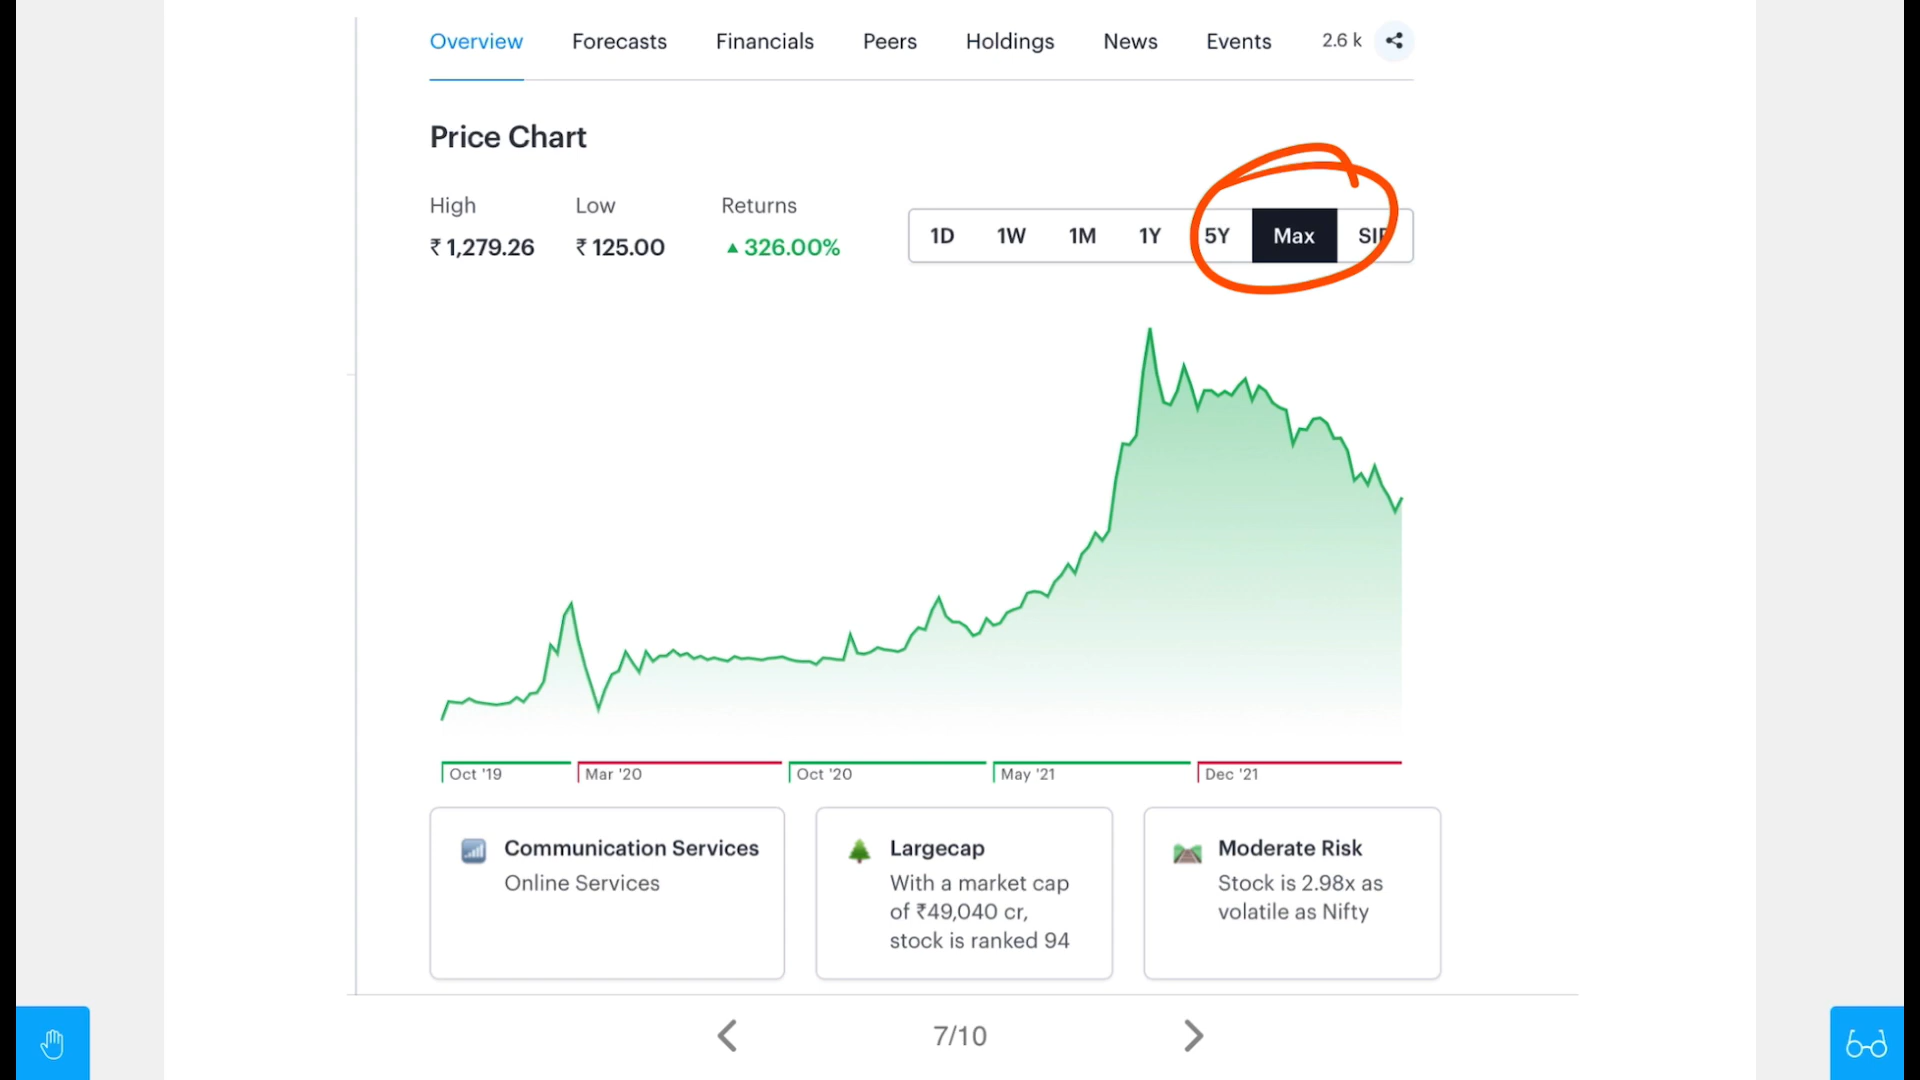 Overview Forecasts Financials Peers Holdings News Events 2.6 k
Price Chart
High Low Returns
₹ 1,279.26 ₹ 125.00 ▲ 326.00%
1D 1W 1M 1Y 5Y Max SIP
Oct '19 Mar '20 Oct '20 May '21 Dec '21
Communication Services
Online Services
Largecap
With a market cap
of ₹49,040 cr,
stock is ranked 94
Moderate Risk
Stock is 2.98x as
volatile as Nifty
7/10